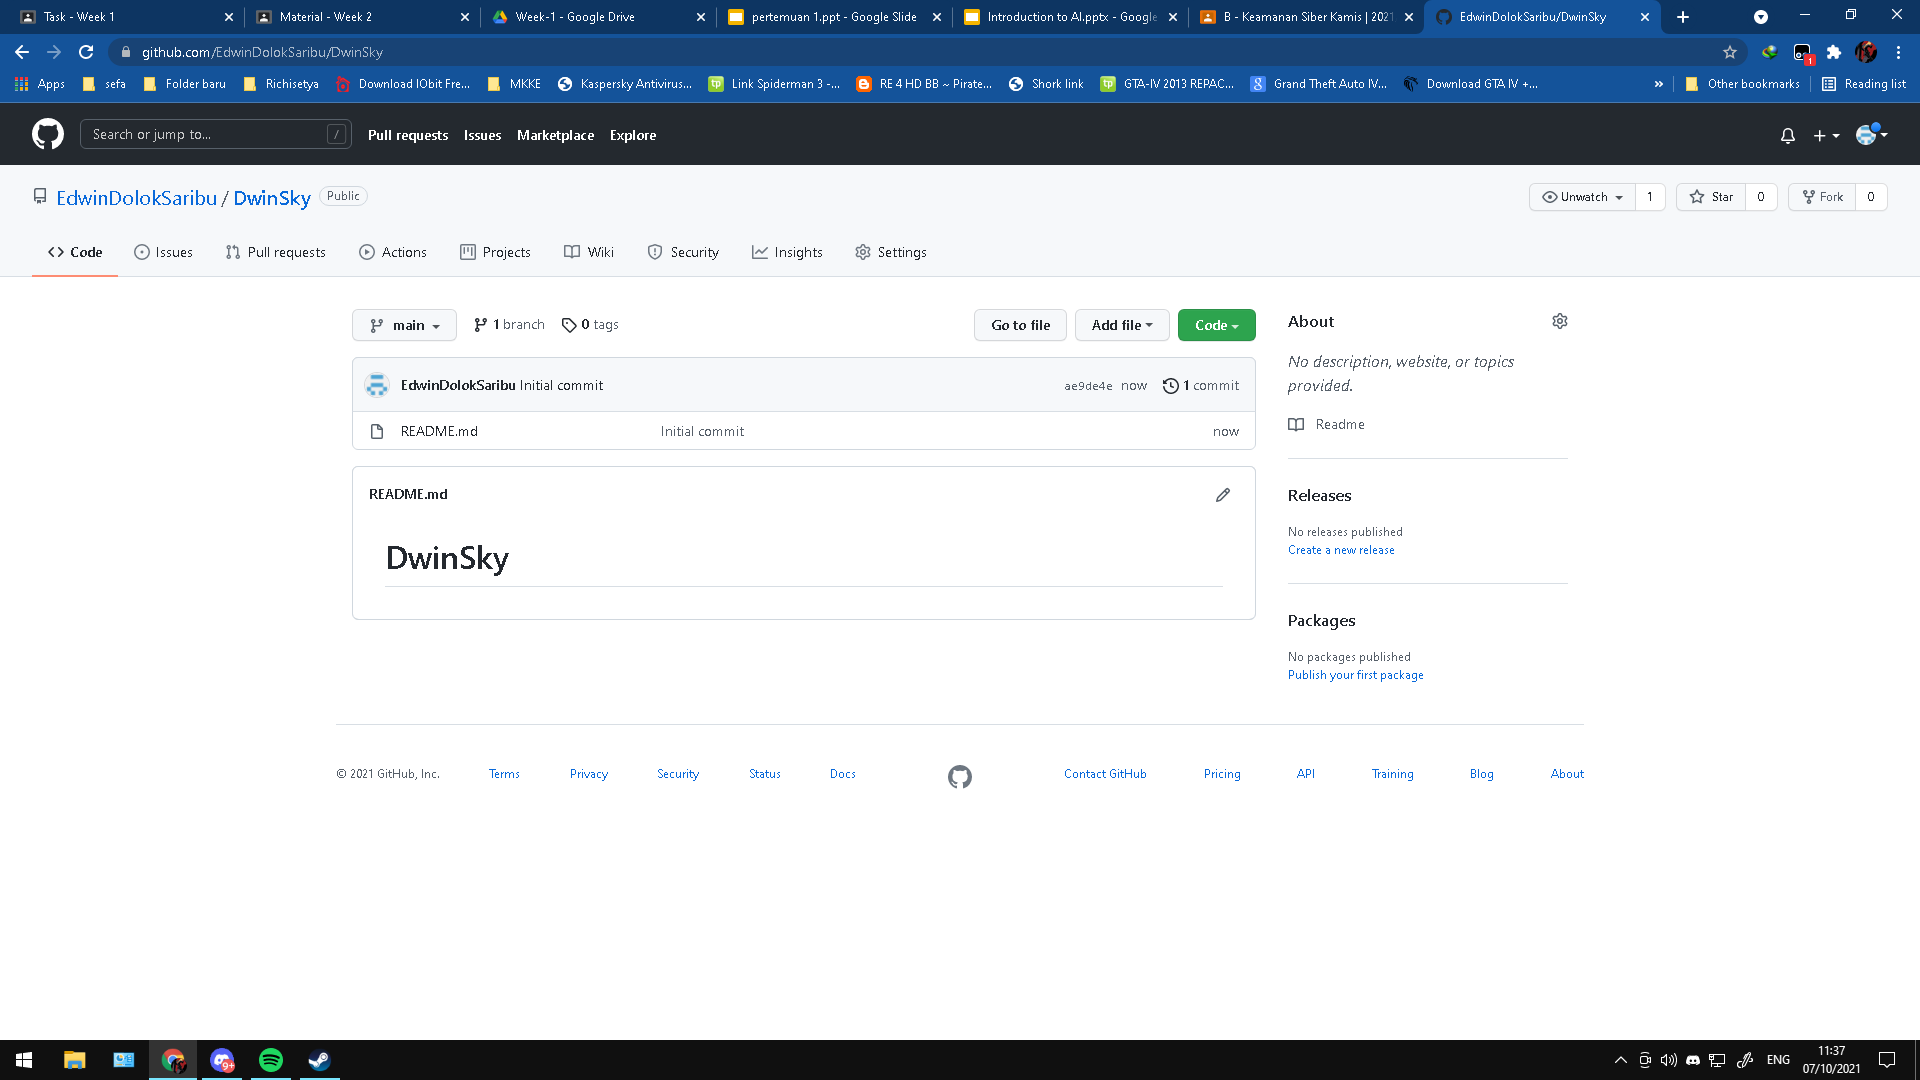 Task - Week 1
Material - Week 2
Week-1 - Google Drive
pertemuan 1.ppt - Google Slide
Introduction to AI.pptx - Google
B - Keamanan Siber Kamis | 2021
EdwinDolokSaribu/DwinSky
github.com/EdwinDolokSaribu/DwinSky
1
Apps
sefa
Folder baru
Richisetya
Download IObit Fre...
MKKE
Kaspersky Antivirus...
Link Spiderman 3 -...
RE 4 HD BB ~ Pirate...
Shork link
GTA-IV 2013 REPAC...
Grand Theft Auto IV...
Download GTA IV +...
»
Other bookmarks
Reading list
Search or jump to...
/
Pull requests
Issues
Marketplace
Explore
EdwinDolokSaribu / DwinSky
Public
Unwatch 1
Star 0
Fork 0
Code
Issues
Pull requests
Actions
Projects
Wiki
Security
Insights
Settings
main
1 branch
0 tags
Go to file
Add file
Code
EdwinDolokSaribu Initial commit
ae9de4e now
1 commit
README.md
Initial commit
now
README.md
DwinSky
About
No description, website, or topics
provided.
Readme
Releases
No releases published
Create a new release
Packages
No packages published
Publish your first package
© 2021 GitHub, Inc.
Terms
Privacy
Security
Status
Docs
Contact GitHub
Pricing
API
Training
Blog
About
9+
ENG
11:37
07/10/2021